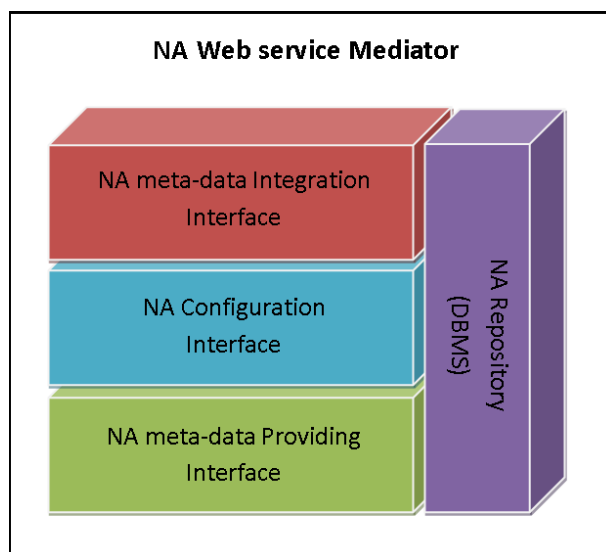 NA Web service Mediator
NA meta-data Integration
Interface
NA Configuration
Interface
NA meta-data Providing
Interface
NA Repository
(DBMS)